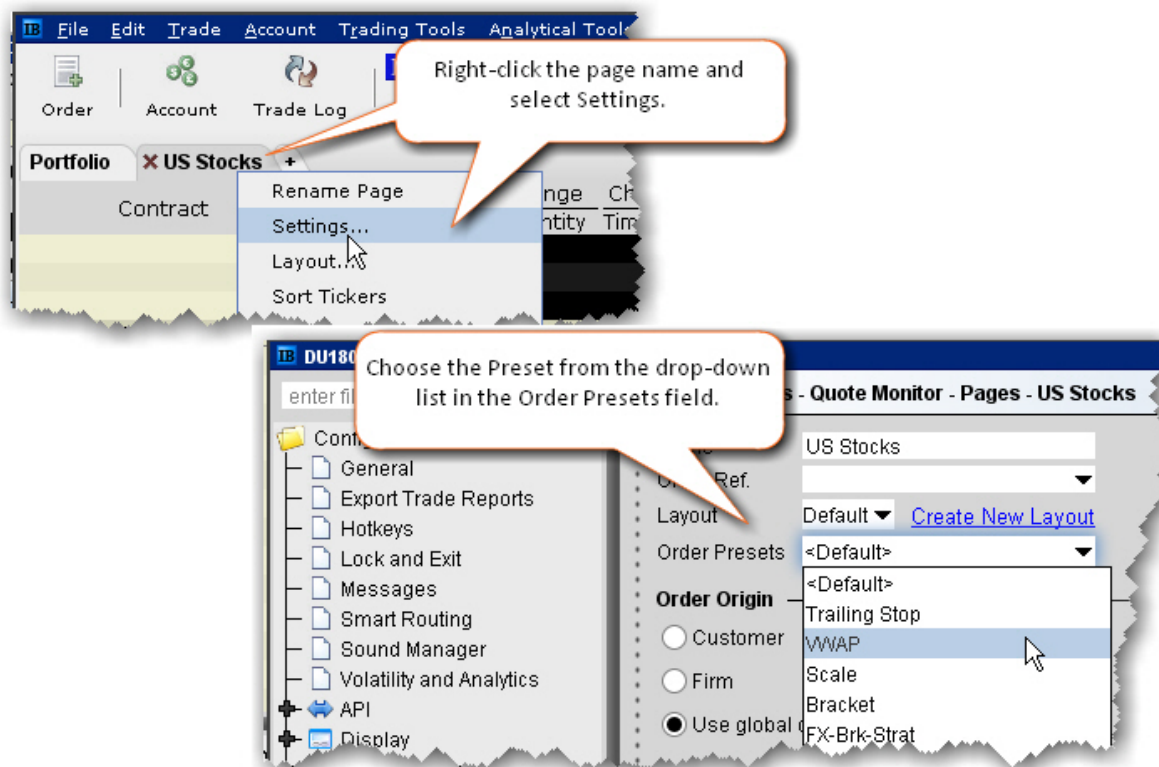 IB File Edit Trade Account Trading Tools Analytical Tools
Right-click the page name and
select Settings.
Order Account Trade Log
Portfolio X US Stocks +
Rename Page
Contract
Settings...
Layout...
Sort Tickers
IB DU180
Choose the Preset from the drop-down
list in the Order Presets field.
enter
- Quote Monitor - Pages - US Stocks
US Stocks
General
Ref.
Export Trade Reports
Layout Default Create New Layout
Hotkeys
Order Presets <Default>
Lock and Exit
<Default>
Messages
Order Origin
Trailing Stop
Smart Routing
Customer
VWAP
Sound Manager
Firm
Scale
Volatility and Analytics
Bracket
API
Use global
FX-Brk-Strat
Display